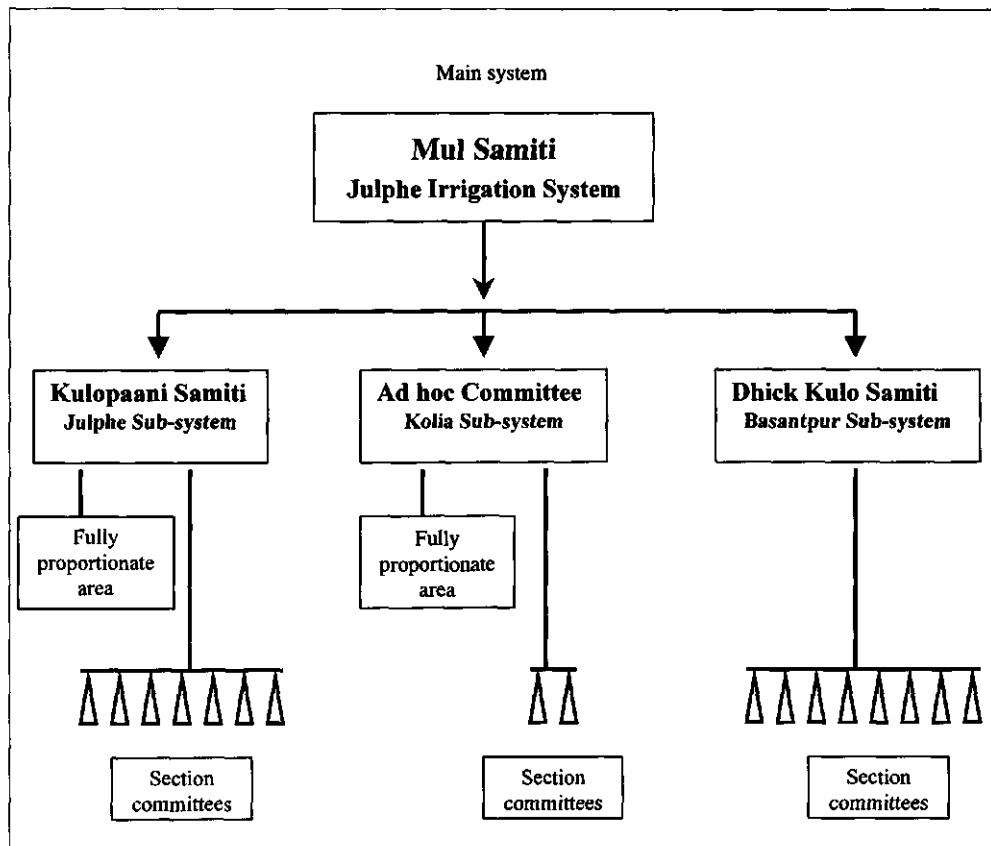 Main system
Mul Samiti
Julphe Irrigation System
Kulopaani Samiti
Julphe Sub-system
Ad hoc Committee
Kolia Sub-system
Dhick Kulo Samiti
Basantpur Sub-system
Fully
proportionate
area
Fully
proportionate
area
Section
committees
Section
committees
Section
committees